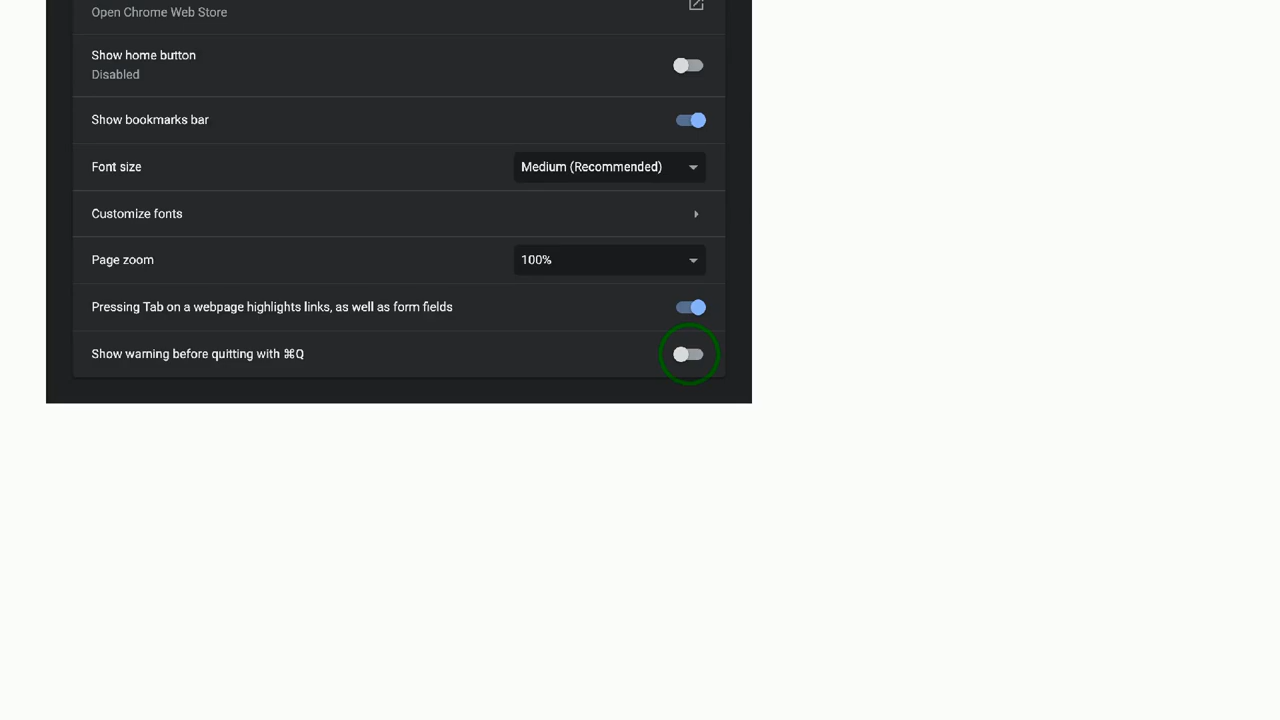 Open Chrome Web Store
Show home button
Disabled
Show bookmarks bar
Font size
Medium (Recommended)
Customize fonts
Page zoom
100%
Pressing Tab on a webpage highlights links, as well as form fields
Show warning before quitting with ⌘Q